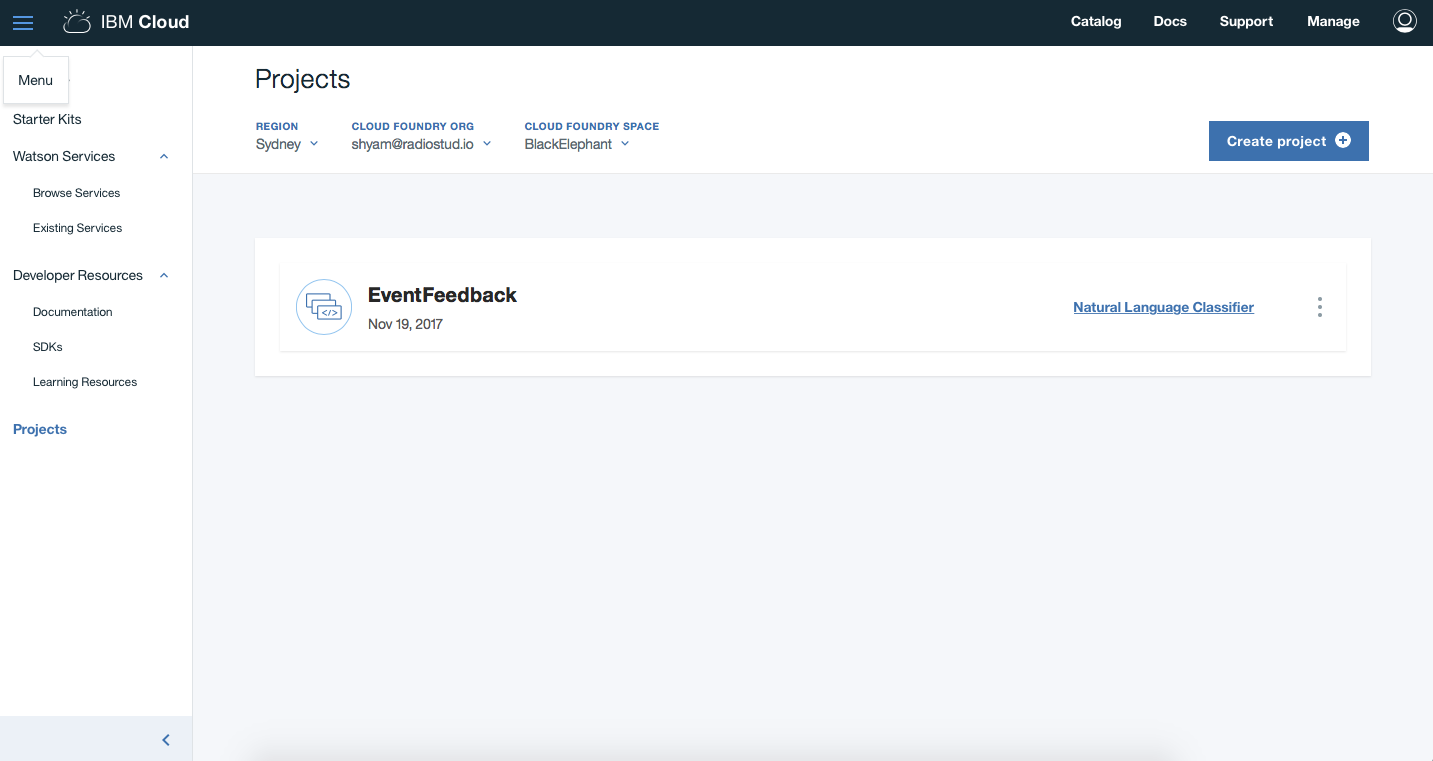 IBM Cloud
Catalog
Docs
Support
Manage
Menu
Starter Kits
Watson Services
Browse Services
Existing Services
Developer Resources
Documentation
SDKs
Learning Resources
Projects
Projects
REGION
Sydney
CLOUD FOUNDRY ORG
shyam@radiostud.io
CLOUD FOUNDRY SPACE
BlackElephant
Create project
</>
EventFeedback
Nov 19, 2017
Natural Language Classifier